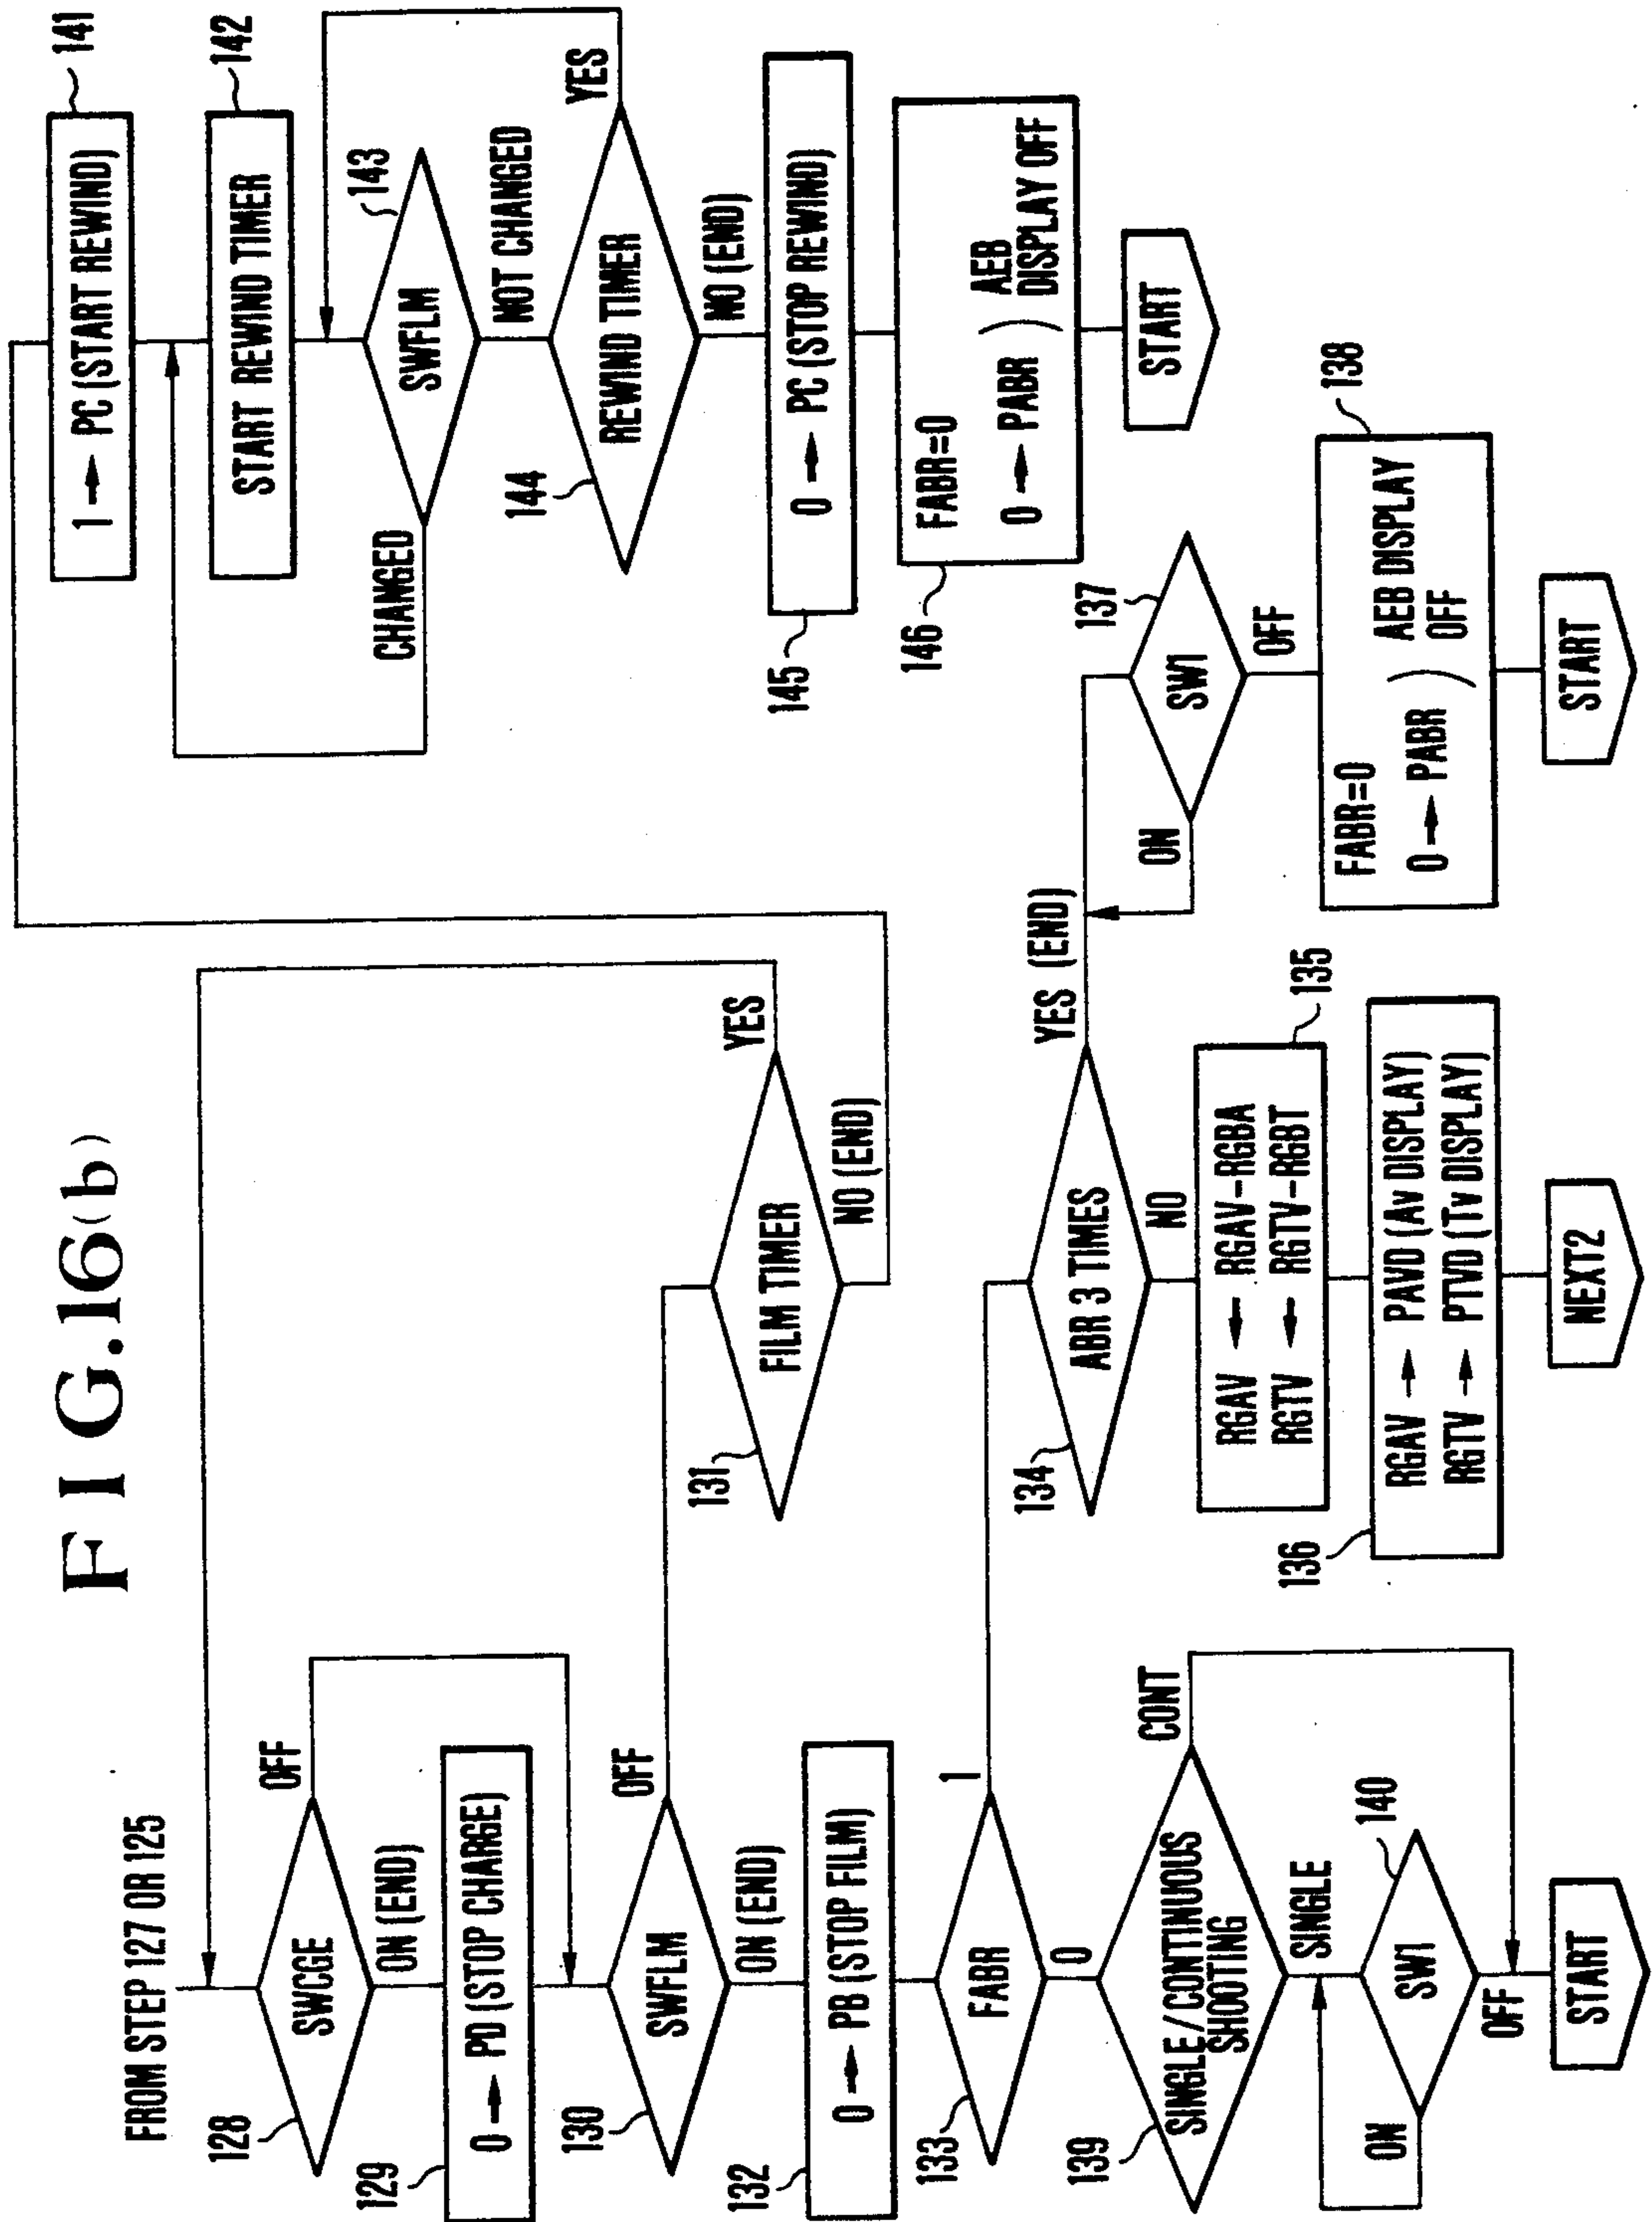 FIG.16(b)
FROM STEP 127 OR 125
128
SWCGE
OFF
ON (END)
129
0 → PD (STOP CHARGE)
130
SWFLM
OFF
ON (END)
131
FILM TIMER
YES
NO (END)
132
0 → PB (STOP FILM)
133
FABR
1
0
134
ABR 3 TIMES
YES (END)
NO
135
RGAV ← RGAV-RGBA
RGTV ← RGTV-RGBT
136
RGAV → PAVD (Av DISPLAY)
RGTV → PTVD (Tv DISPLAY)
NEXT2
137
SW1
ON
OFF
138
FABR=0
0 → PABR ) AEB DISPLAY
OFF
START
139
SINGLE/CONTINUOUS
SHOOTING
CONT
SINGLE
140
SW1
ON
OFF
START
141
1 → PC (START REWIND)
142
START REWIND TIMER
143
SWFLM
CHANGED
NOT CHANGED
144
REWIND TIMER
YES
NO (END)
145
0 → PC (STOP REWIND)
146
FABR=0
0 → PABR ) AEB
DISPLAY OFF
START